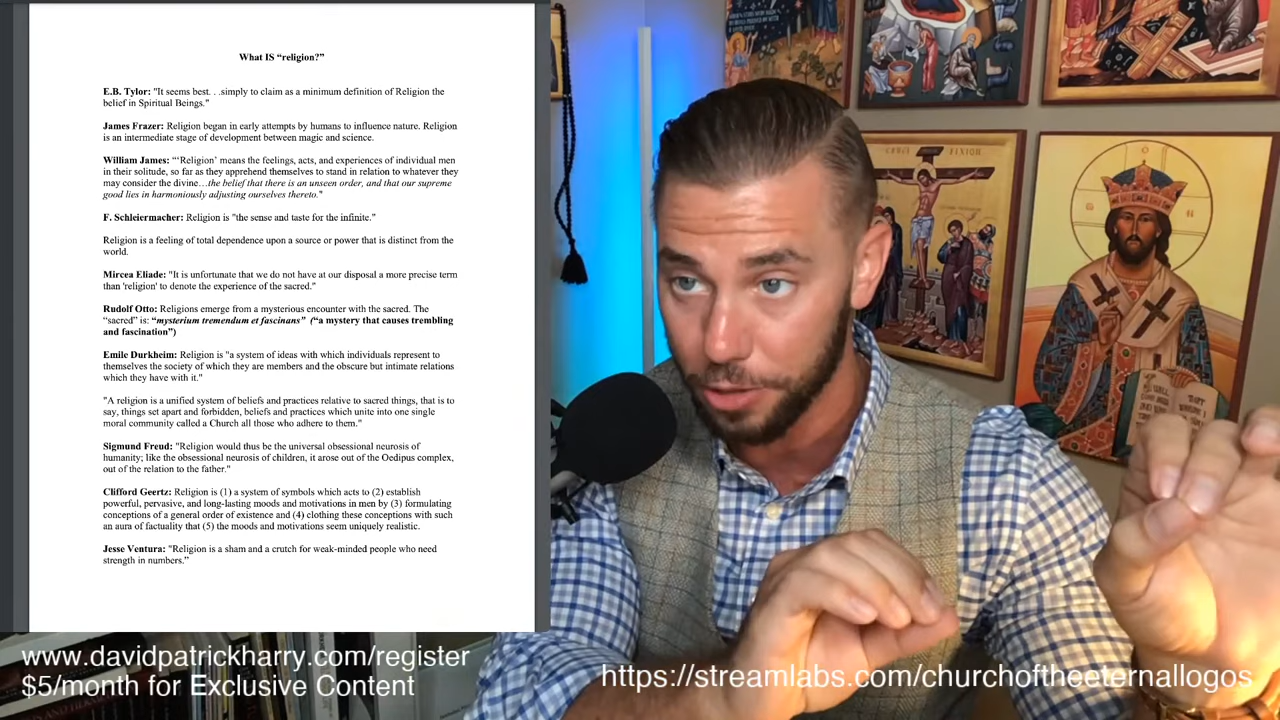 What IS “religion?”
E.B. Tylor: "It seems best. . .simply to claim as a minimum definition of Religion the
belief in Spiritual Beings."
James Frazer: Religion began in early attempts by humans to influence nature. Religion
is an intermediate stage of development between magic and science.
William James: "‘Religion’ means the feelings, acts, and experiences of individual men
in their solitude, so far as they apprehend themselves to stand in relation to whatever they
may consider the divine…the belief that there is an unseen order, and that our supreme
good lies in harmoniously adjusting ourselves thereto."
F. Schleiermacher: Religion is "the sense and taste for the infinite."
Religion is a feeling of total dependence upon a source or power that is distinct from the
world.
Mircea Eliade: "It is unfortunate that we do not have at our disposal a more precise term
than 'religion' to denote the experience of the sacred."
Rudolf Otto: Religions emerge from a mysterious encounter with the sacred. The
“sacred” is: “mysterium tremendum et fascinans” (“a mystery that causes trembling
and fascination”)
Emile Durkheim: Religion is "a system of ideas with which individuals represent to
themselves the society of which they are members and the obscure but intimate relations
which they have with it."
"A religion is a unified system of beliefs and practices relative to sacred things, that is to
say, things set apart and forbidden, beliefs and practices which unite into one single
moral community called a Church all those who adhere to them."
Sigmund Freud: "Religion would thus be the universal obsessional neurosis of
humanity; like the obsessional neurosis of children, it arose out of the Oedipus complex,
out of the relation to the father."
Clifford Geertz: Religion is (1) a system of symbols which acts to (2) establish
powerful, pervasive, and long-lasting moods and motivations in men by (3) formulating
conceptions of a general order of existence and (4) clothing these conceptions with such
an aura of factuality that (5) the moods and motivations seem uniquely realistic.
Jesse Ventura: "Religion is a sham and a crutch for weak-minded people who need
strength in numbers.”
www.davidpatrickharry.com/register
$5/month for Exclusive Content
https://streamlabs.com/churchoftheeternallogos